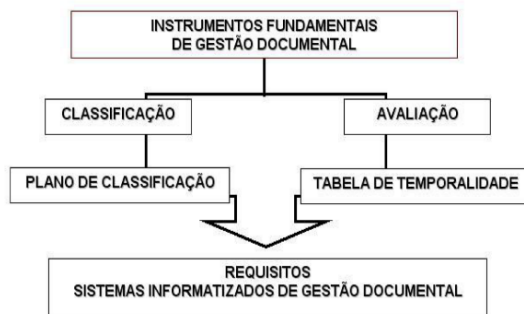 INSTRUMENTOS FUNDAMENTAIS
DE GESTÃO DOCUMENTAL
CLASSIFICAÇÃO
AVALIAÇÃO
PLANO DE CLASSIFICAÇÃO
TABELA DE TEMPORALIDADE
REQUISITOS
SISTEMAS INFORMATIZADOS DE GESTÃO DOCUMENTAL